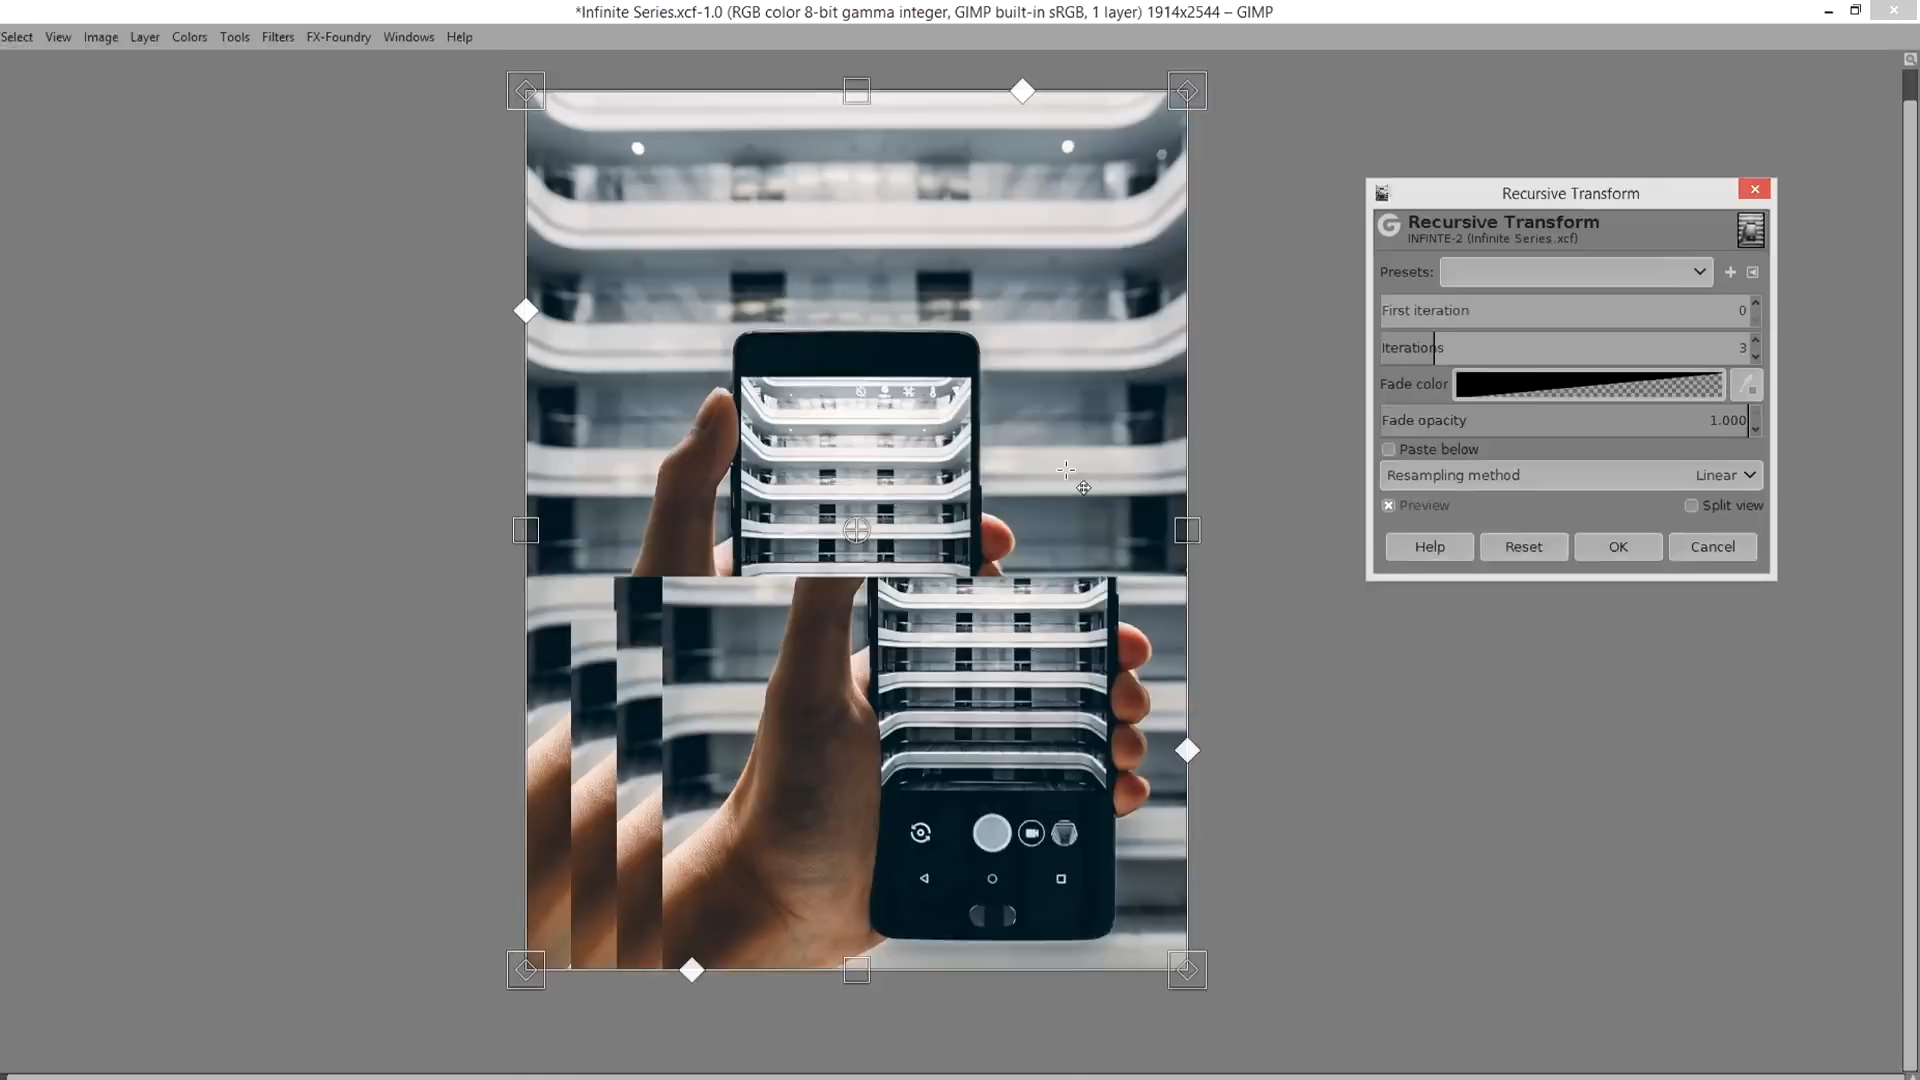 *Infinite Series.xcf-1.0 (RGB color 8-bit gamma integer, GIMP built-in sRGB, 1 layer) 1914x2544 – GIMP
Select View Image Layer Colors Tools Filters FX-Foundry Windows Help
Recursive Transform
Recursive Transform
INFINTE-2 (Infinite Series.xcf)
Presets:
First iteration 0
Iterations 3
Fade color
Fade opacity 1.000
Paste below
Resampling method Linear
Preview Split view
Help Reset OK Cancel